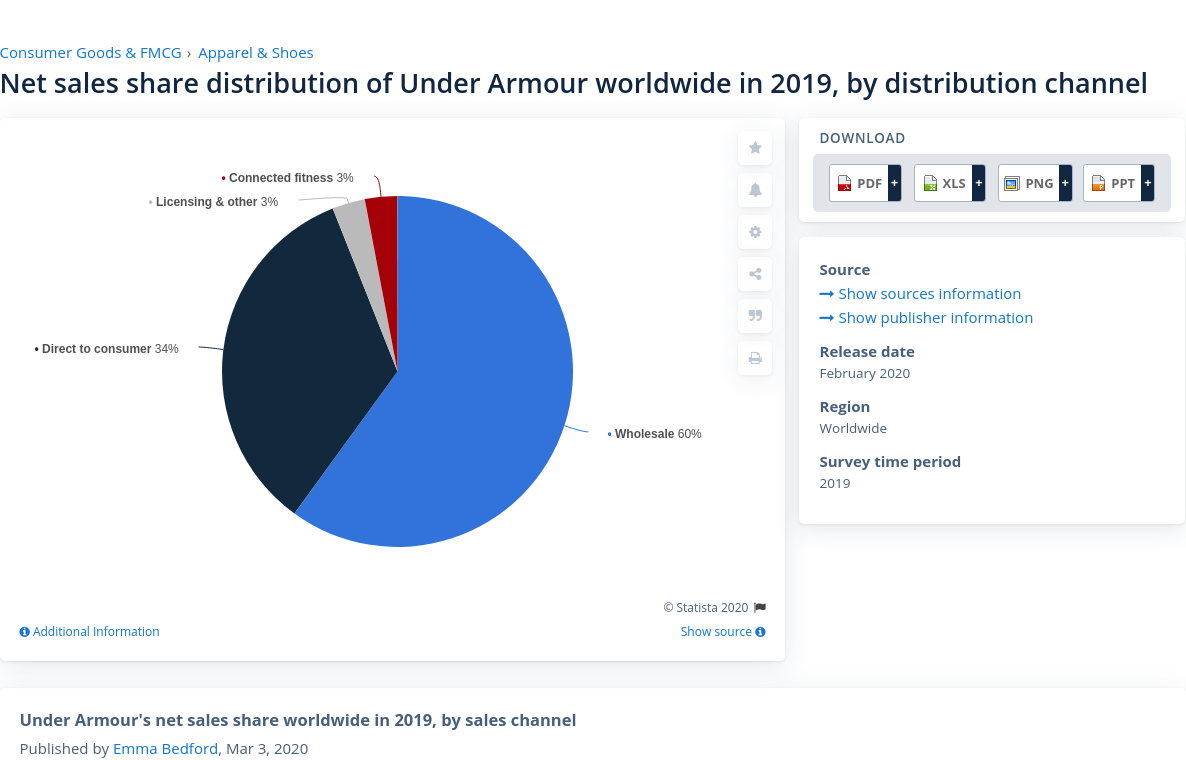 Consumer Goods & FMCG › Apparel & Shoes
Net sales share distribution of Under Armour worldwide in 2019, by distribution channel
• Connected fitness 3%
• Licensing & other 3%
• Direct to consumer 34%
• Wholesale 60%
© Statista 2020
Additional Information
Show source
DOWNLOAD
PDF + XLS + PNG + PPT +
Source
Show sources information
Show publisher information
Release date
February 2020
Region
Worldwide
Survey time period
2019
Under Armour's net sales share worldwide in 2019, by sales channel
Published by Emma Bedford, Mar 3, 2020